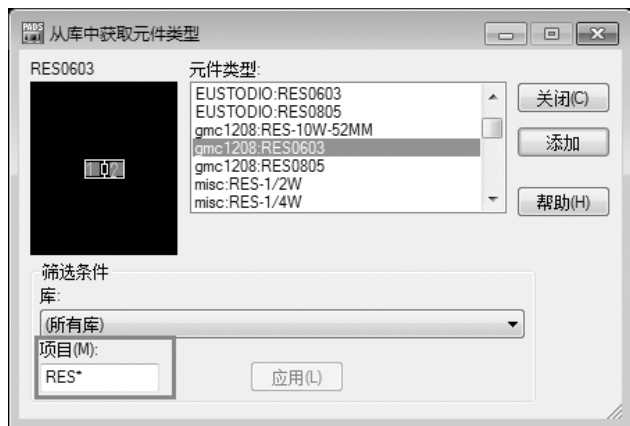 PADS 从库中获取元件类型
RES0603
元件类型:
EUSTODIO:RES0603
EUSTODIO:RES0805
gmc1208:RES-10W-52MM
gmc1208:RES0603
gmc1208:RES0805
misc:RES-1/2W
misc:RES-1/4W
关闭(C)
添加
帮助(H)
1 2
筛选条件
库:
(所有库)
项目(M):
RES*
应用(L)